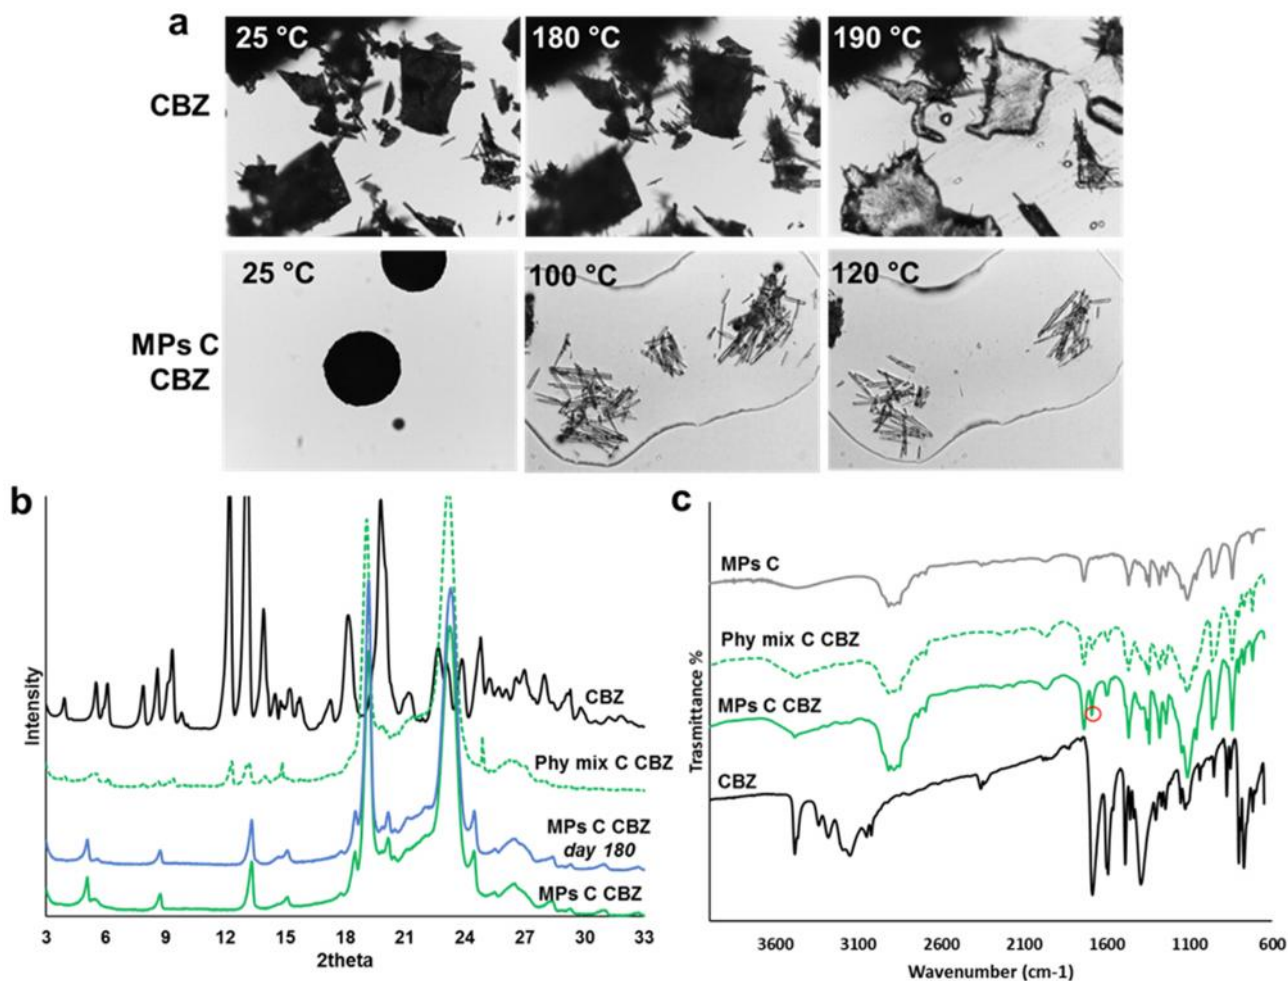 a
25 °C
180 °C
190 °C
CBZ
25 °C
100 °C
120 °C
MPs C
CBZ
b
CBZ
Phy mix C CBZ
MPs C CBZ
day 180
MPs C CBZ
Intensity
3 6 9 12 15 18 21 24 27 30 33
2theta
c
MPs C
Phy mix C CBZ
MPs C CBZ
CBZ
Trasmittance %
3600 3100 2600 2100 1600 1100 600
Wavenumber (cm-1)